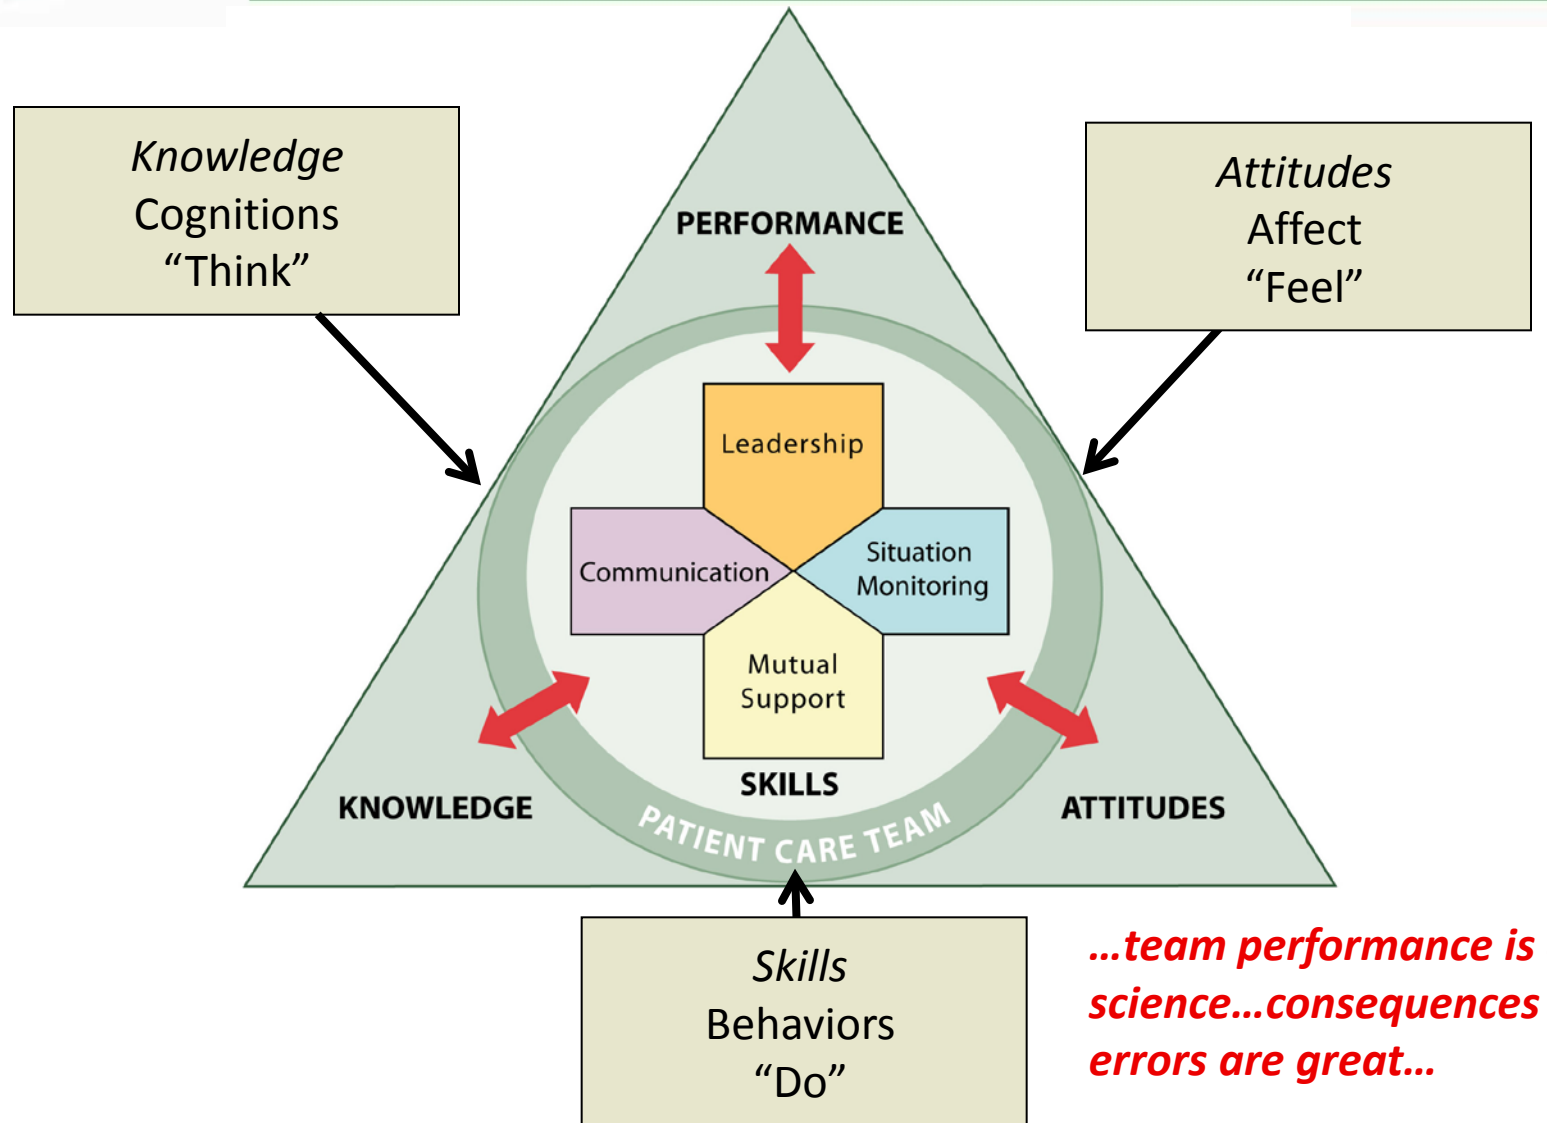 Knowledge
Cognitions
“Think”
Attitudes
Affect
“Feel”
PERFORMANCE
Leadership
Communication
Situation
Monitoring
Mutual
Support
SKILLS
KNOWLEDGE
ATTITUDES
PATIENT CARE TEAM
Skills
Behaviors
“Do”
…team performance is
science…consequences
errors are great…